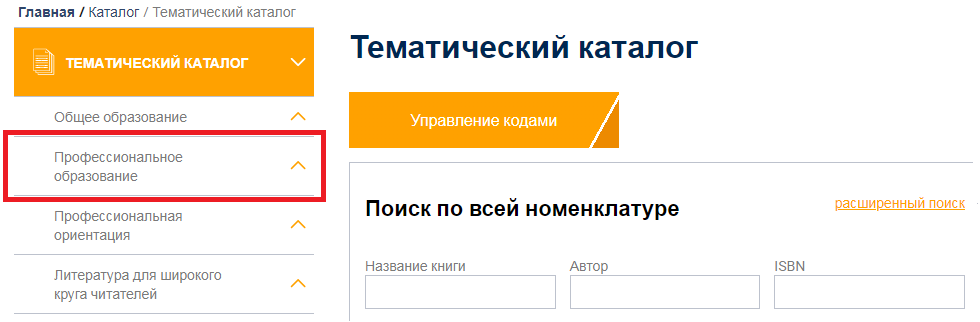 Главная / Каталог / Тематический каталог
ТЕМАТИЧЕСКИЙ КАТАЛОГ
Общее образование
Профессиональное
образование
Профессиональная
ориентация
Литература для широкого
круга читателей
Тематический каталог
Управление кодами
Поиск по всей номенклатуре
расширенный поиск
Название книги
Автор
ISBN